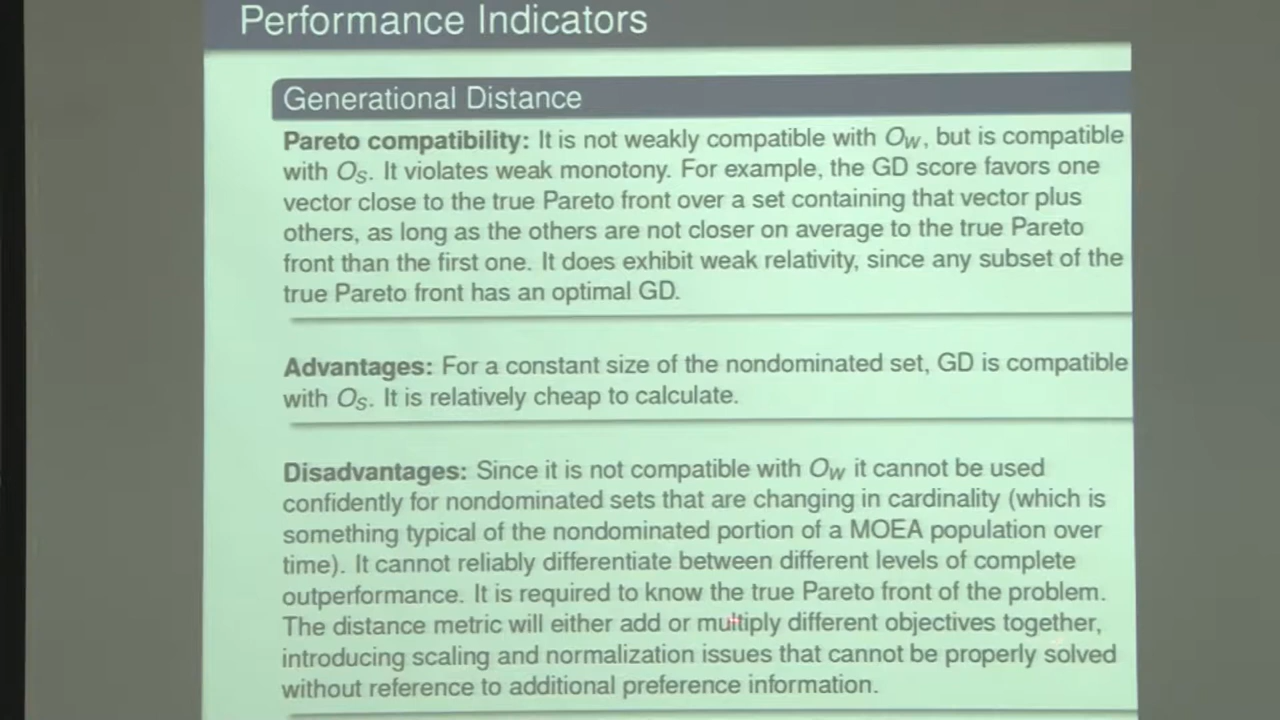 Performance Indicators
Generational Distance
Pareto compatibility: It is not weakly compatible with OW, but is compatible
with OS. It violates weak monotony. For example, the GD score favors one
vector close to the true Pareto front over a set containing that vector plus
others, as long as the others are not closer on average to the true Pareto
front than the first one. It does exhibit weak relativity, since any subset of the
true Pareto front has an optimal GD.
Advantages: For a constant size of the nondominated set, GD is compatible
with OS. It is relatively cheap to calculate.
Disadvantages: Since it is not compatible with OW it cannot be used
confidently for nondominated sets that are changing in cardinality (which is
something typical of the nondominated portion of a MOEA population over
time). It cannot reliably differentiate between different levels of complete
outperformance. It is required to know the true Pareto front of the problem.
The distance metric will either add or multiply different objectives together,
introducing scaling and normalization issues that cannot be properly solved
without reference to additional preference information.